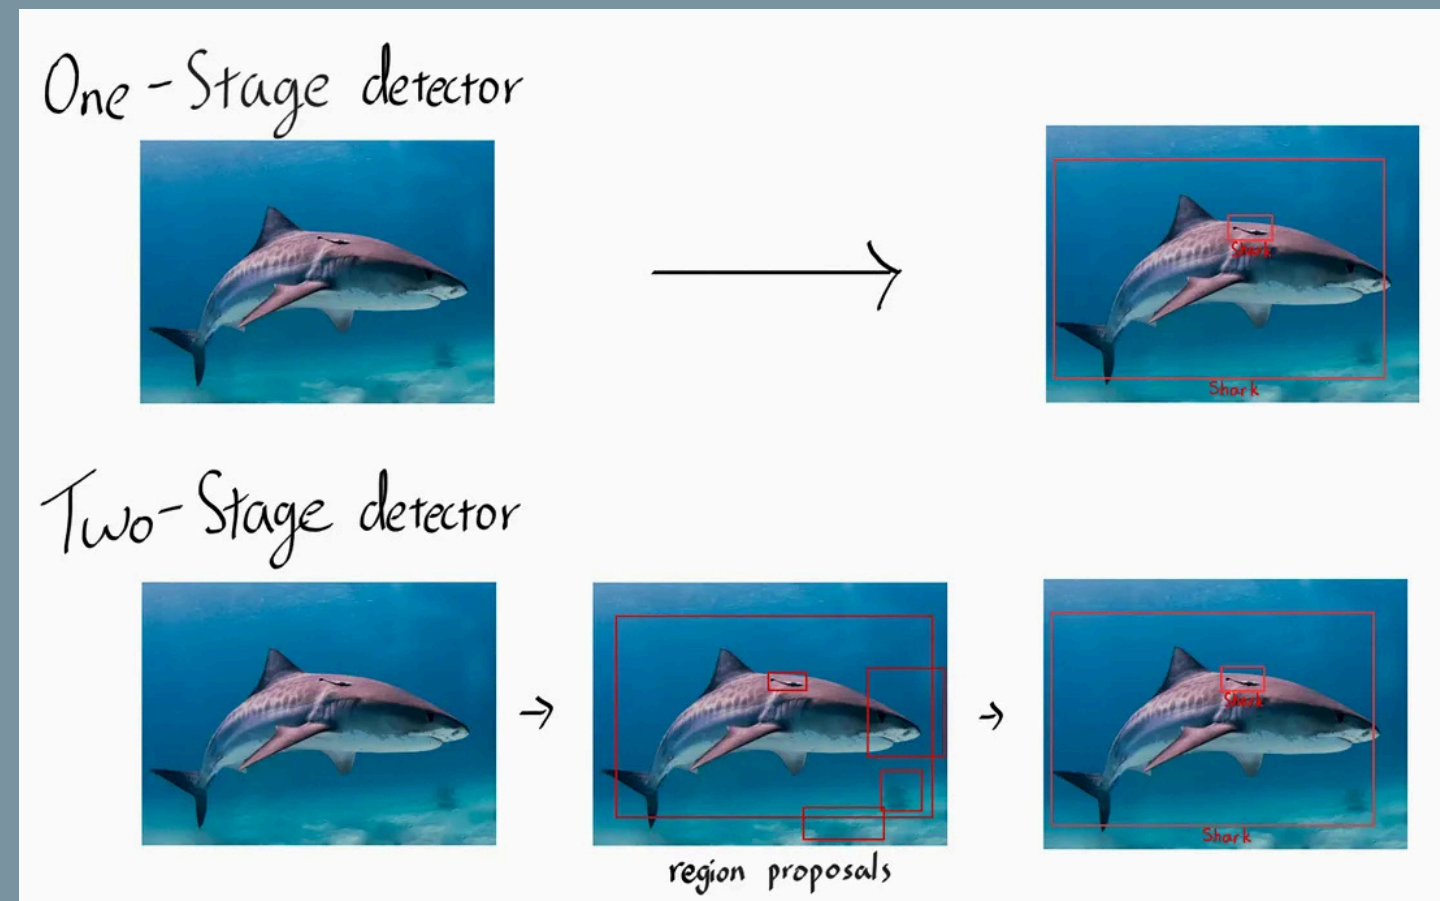 One-Stage detector
Shark
Shark
Two-Stage detector
region proposals
Shark
Shark